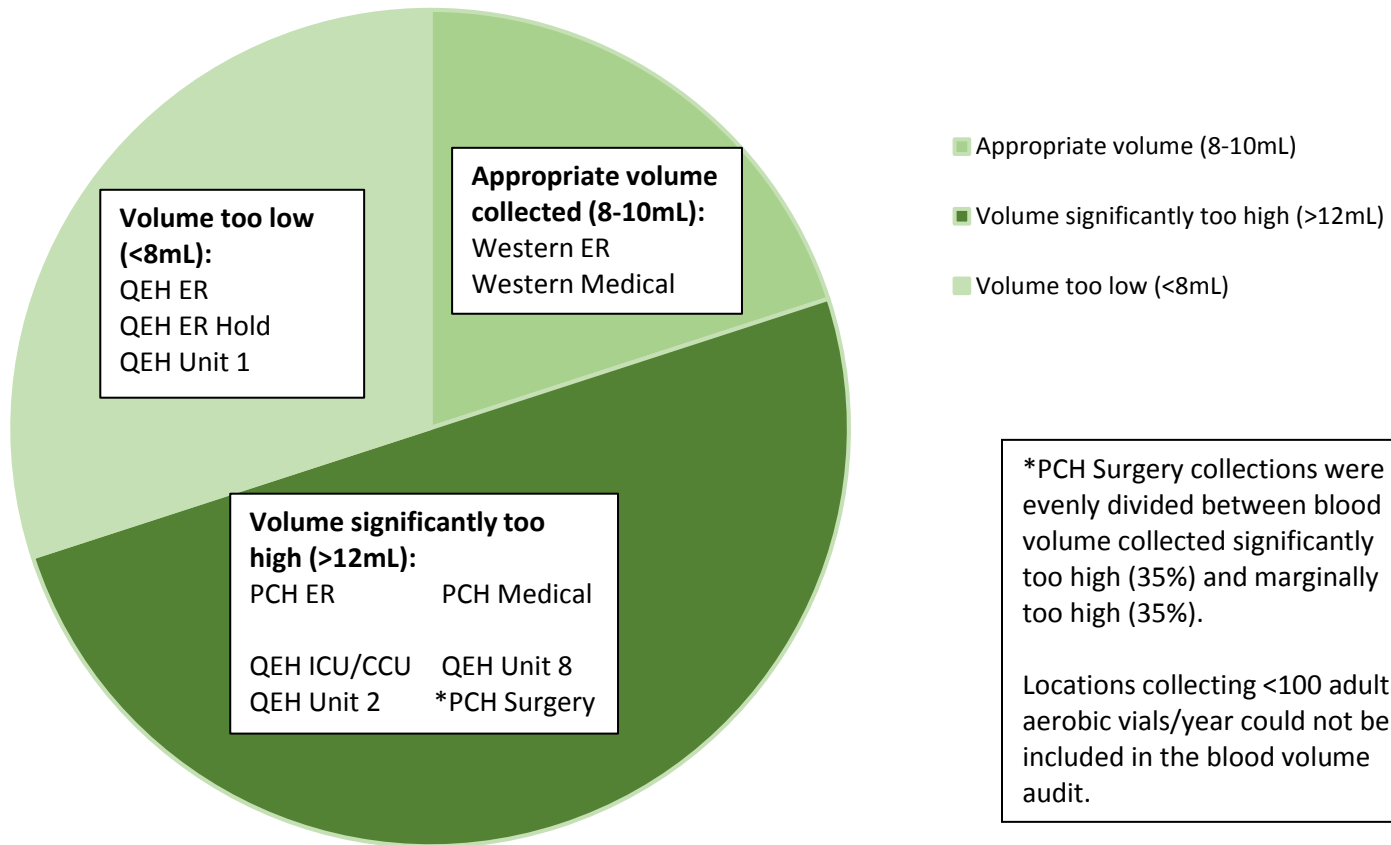 Volume too low
(<8mL):
QEH ER
QEH ER Hold
QEH Unit 1
Appropriate volume
collected (8-10mL):
Western ER
Western Medical
Volume significantly too
high (>12mL):
PCH ER PCH Medical
QEH ICU/CCU QEH Unit 8
QEH Unit 2 *PCH Surgery
Appropriate volume (8-10mL)
Volume significantly too high (>12mL)
Volume too low (<8mL)
*PCH Surgery collections were
evenly divided between blood
volume collected significantly
too high (35%) and marginally
too high (35%).
Locations collecting <100 adult
aerobic vials/year could not be
included in the blood volume
audit.